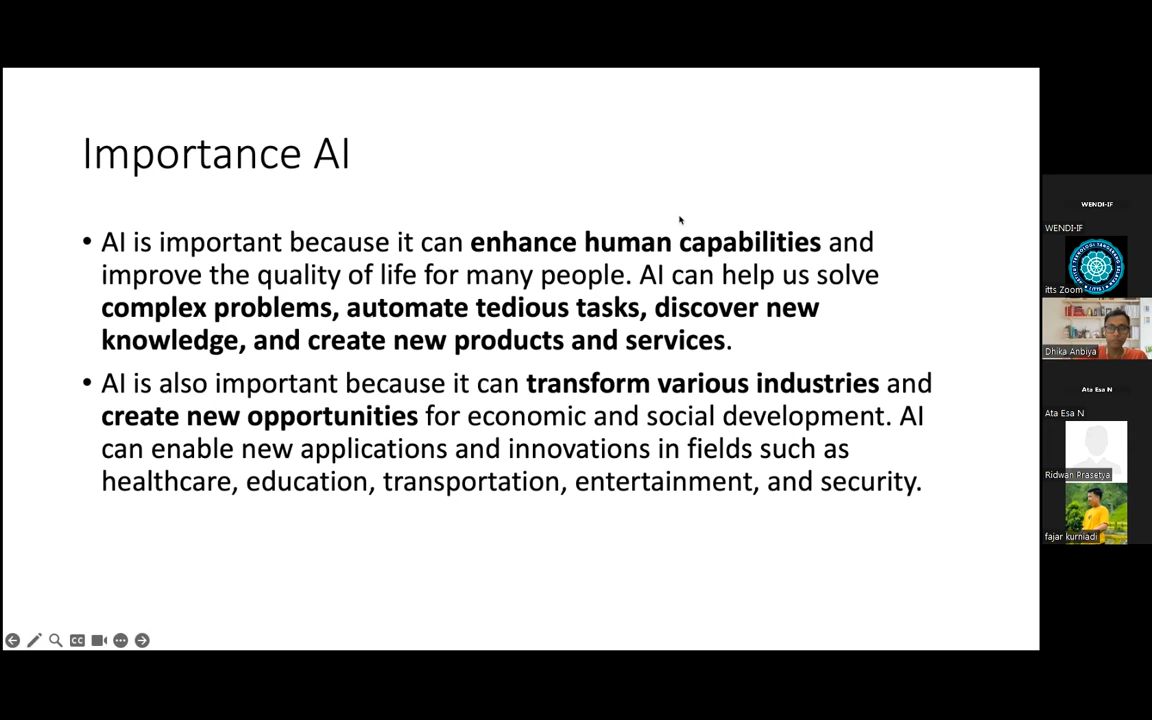 Importance AI
• AI is important because it can enhance human capabilities and
improve the quality of life for many people. AI can help us solve
complex problems, automate tedious tasks, discover new
knowledge, and create new products and services.
• AI is also important because it can transform various industries and
create new opportunities for economic and social development. AI
can enable new applications and innovations in fields such as
healthcare, education, transportation, entertainment, and security.
CC
WENDI-IF
WENDI-IF
itts Zoom
Dhika Anbiya
Ata Esa N
Ata Esa N
Ridwan Prasetya
fajar kurniadi